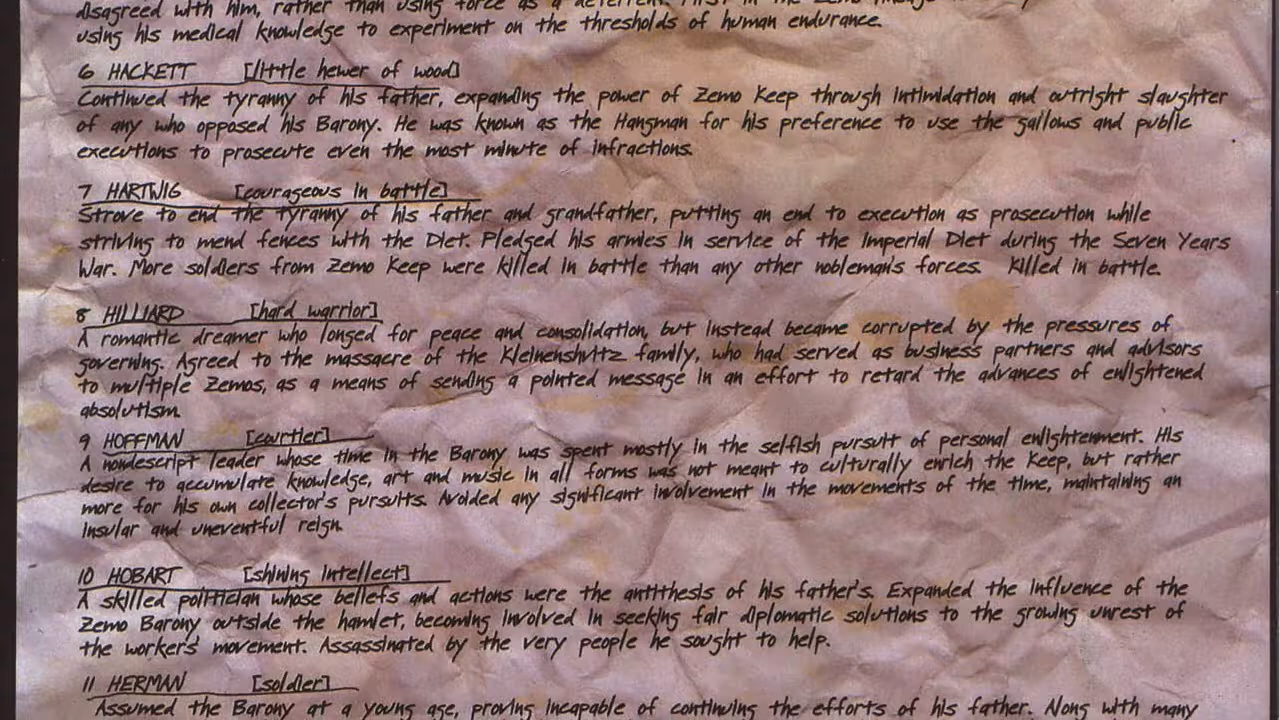 disagreed with him, rather than using force as a deterrent. First in the Zemo lineage
using his medical knowledge to experiment on the thresholds of human endurance.
6 HACKETT [little hewer of wood]
Continued the tyranny of his father, expanding the power of Zemo Keep through intimidation and outright slaughter
of any who opposed his Barony. He was known as the Hangman for his preference to use the gallows and public
executions to prosecute even the most minute of infractions.
7 HARTWIG [courageous in battle]
Strove to end the tyranny of his father and grandfather, putting an end to execution as prosecution while
striving to mend fences with the Diet. Pledged his armies in service of the Imperial Diet during the Seven Years
War. More soldiers from Zemo Keep were killed in battle than any other nobleman's forces. Killed in battle.
8 HILLIARD [hard warrior]
A romantic dreamer who longed for peace and consolidation, but instead became corrupted by the pressures of
governing. Agreed to the massacre of the Kleinenshvitz family, who had served as business partners and advisors
to multiple Zemos, as a means of sending a pointed message in an effort to retard the advances of enlightened
absolutism.
9 HOFFMAN [courtier]
A nondescript leader whose time in the Barony was spent mostly in the selfish pursuit of personal enlightenment. His
desire to accumulate knowledge, art and music in all forms was not meant to culturally enrich the Keep, but rather
more for his own collector's pursuits. Avoided any significant involvement in the movements of the time, maintaining an
insular and uneventful reign.
10 HOBART [shining intellect]
A skilled politician whose beliefs and actions were the antithesis of his father's. Expanded the influence of the
Zemo Barony outside the hamlet, becoming involved in seeking fair diplomatic solutions to the growing unrest of
the workers' movement. Assassinated by the very people he sought to help.
11 HERMAN [soldier]
Assumed the Barony at a young age, proving incapable of continuing the efforts of his father. Along with many